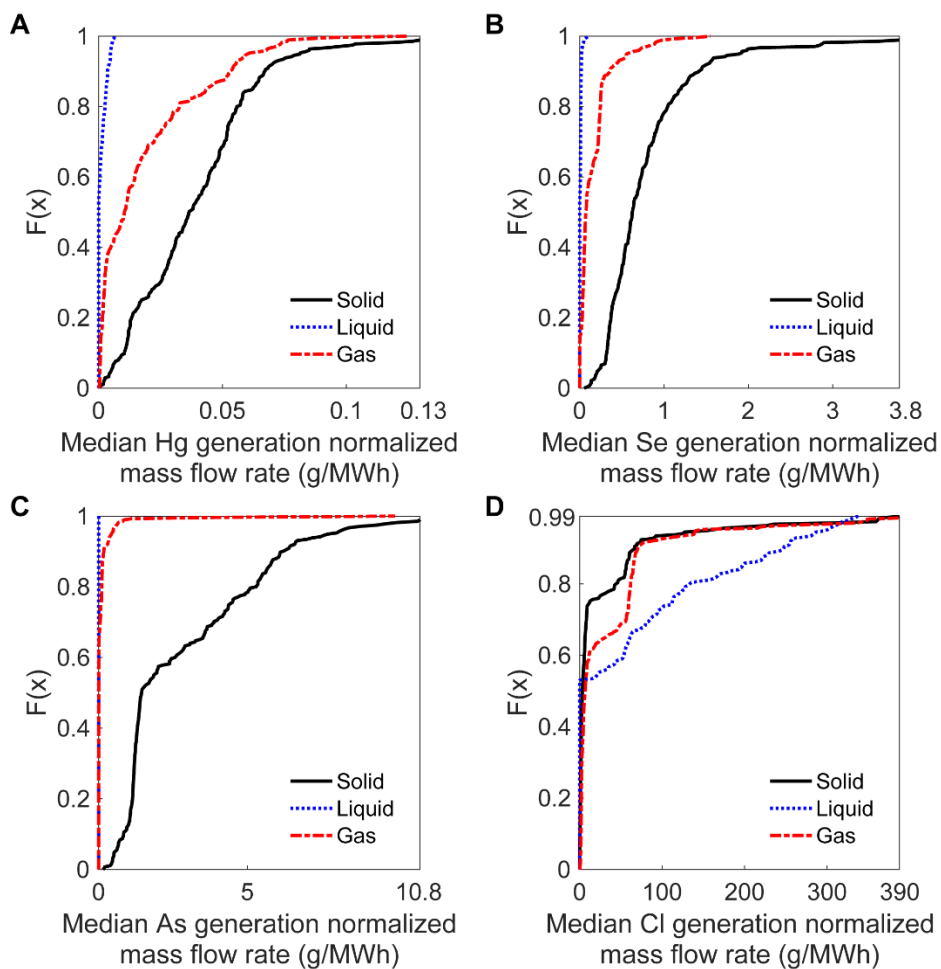 A
1
0.8
0.6
0.4
0.2
0
F(x)
Solid
Liquid
Gas
0 0.05 0.1 0.13
Median Hg generation normalized
mass flow rate (g/MWh)
B
1
0.8
0.6
0.4
0.2
0
F(x)
Solid
Liquid
Gas
0 1 2 3 3.8
Median Se generation normalized
mass flow rate (g/MWh)
C
1
0.8
0.6
0.4
0.2
0
F(x)
Solid
Liquid
Gas
0 5 10.8
Median As generation normalized
mass flow rate (g/MWh)
D
0.99
0.8
0.6
0.4
0.2
0
F(x)
Solid
Liquid
Gas
0 100 200 300 390
Median Cl generation normalized
mass flow rate (g/MWh)